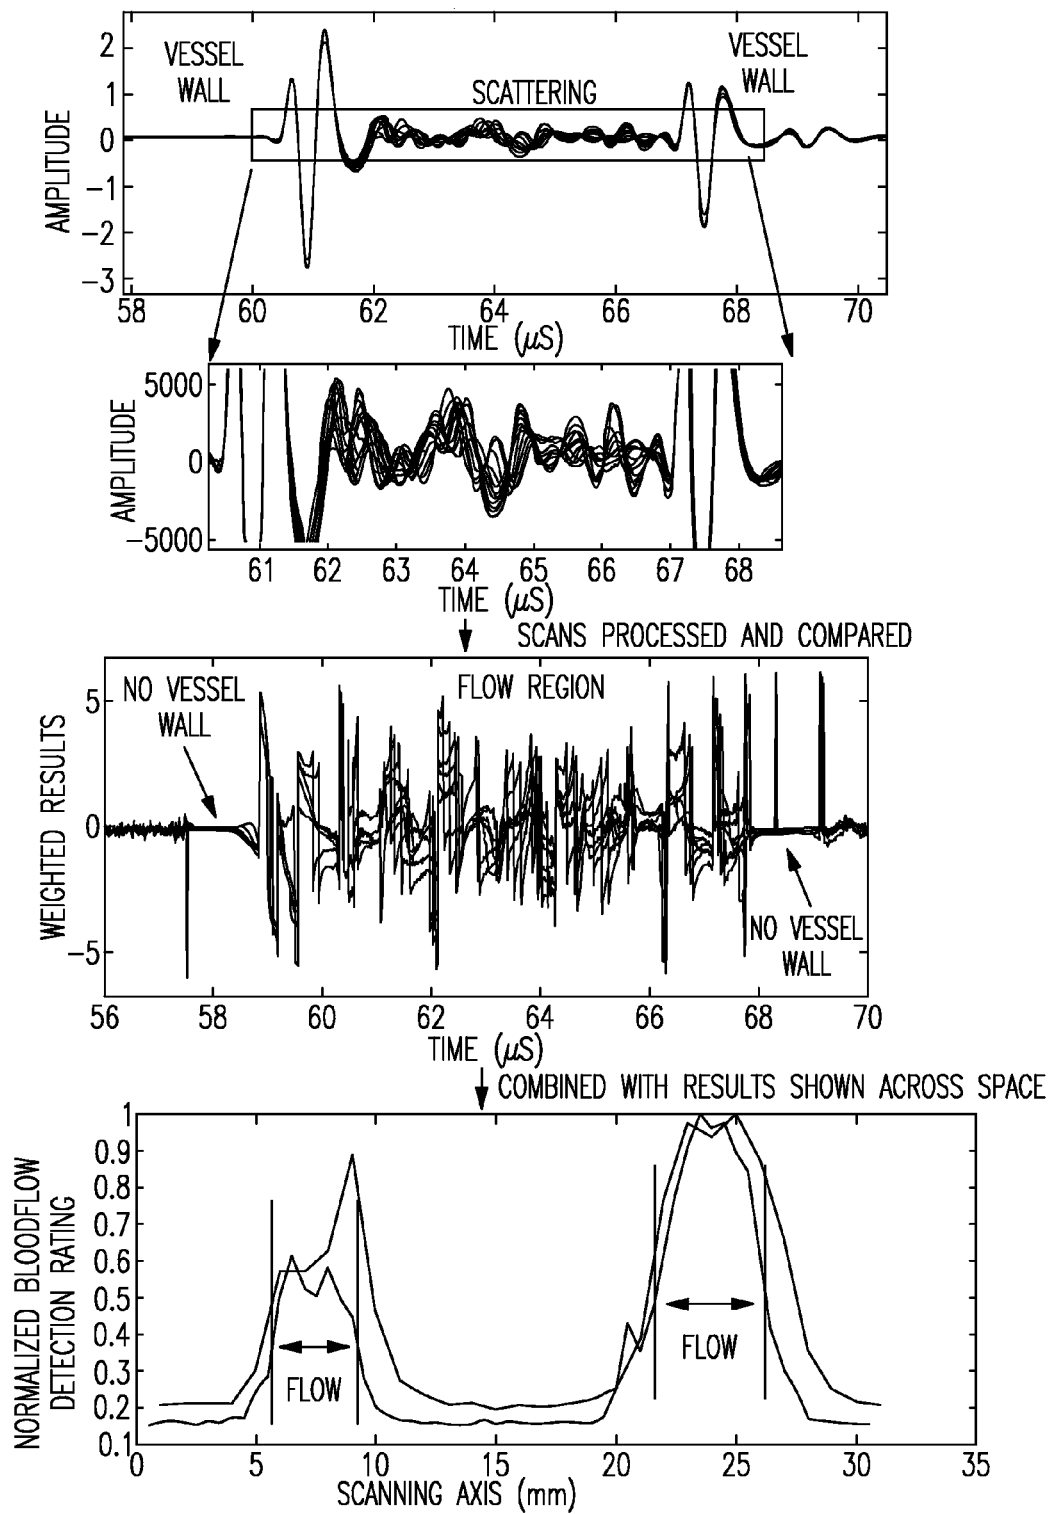 VESSEL WALL
VESSEL WALL
SCATTERING
AMPLITUDE
2
1
0
−1
−2
−3
58 60 62 64 66 68 70
TIME (µS)
AMPLITUDE
5000
0
−5000
61 62 63 64 65 66 67 68
TIME (µS)
SCANS PROCESSED AND COMPARED
NO VESSEL WALL
FLOW REGION
WEIGHTED RESULTS
5
0
−5
NO VESSEL WALL
56 58 60 62 64 66 68 70
TIME (µS)
COMBINED WITH RESULTS SHOWN ACROSS SPACE
NORMALIZED BLOODFLOW
DETECTION RATING
1
0.9
0.8
0.7
0.6
0.5
0.4
0.3
0.2
0.1
FLOW
FLOW
0 5 10 15 20 25 30 35
SCANNING AXIS (mm)